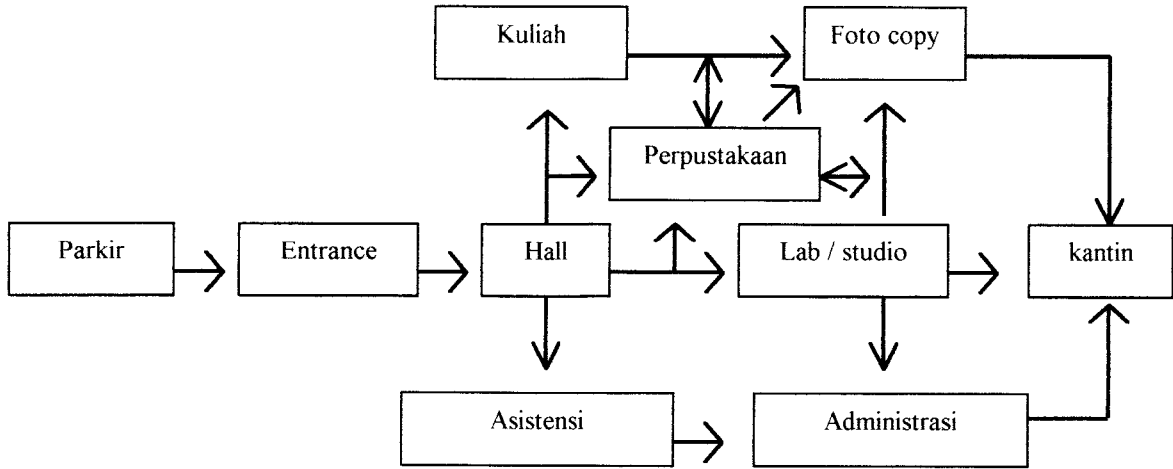 Kuliah
Foto copy
Perpustakaan
Parkir
Entrance
Hall
Lab / studio
kantin
Asistensi
Administrasi